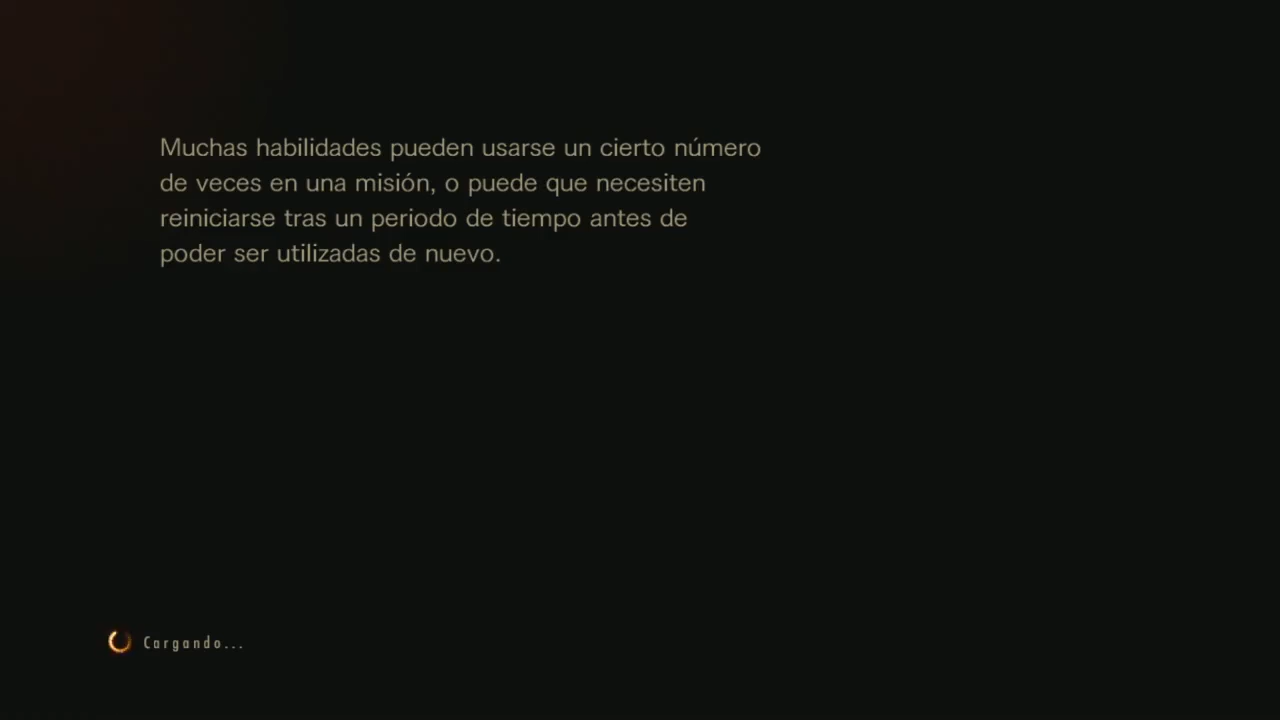 Muchas habilidades pueden usarse un cierto número
de veces en una misión, o puede que necesiten
reiniciarse tras un periodo de tiempo antes de
poder ser utilizadas de nuevo.
Cargando...